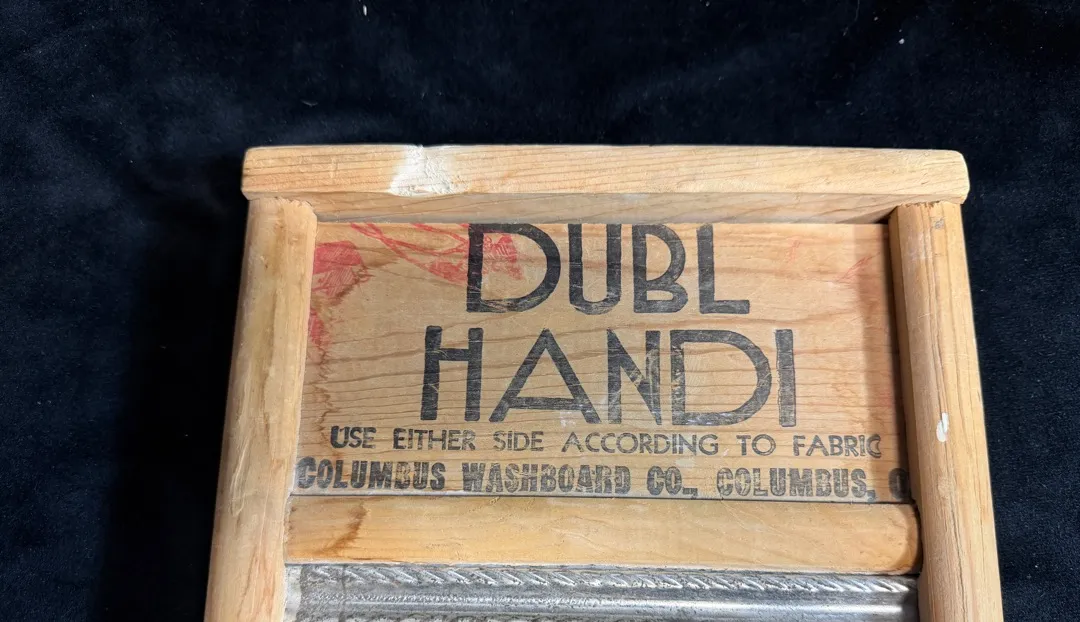 DUBL
HANDI
USE EITHER SIDE ACCORDING TO FABRIC
COLUMBUS WASHBOARD CO., COLUMBUS,